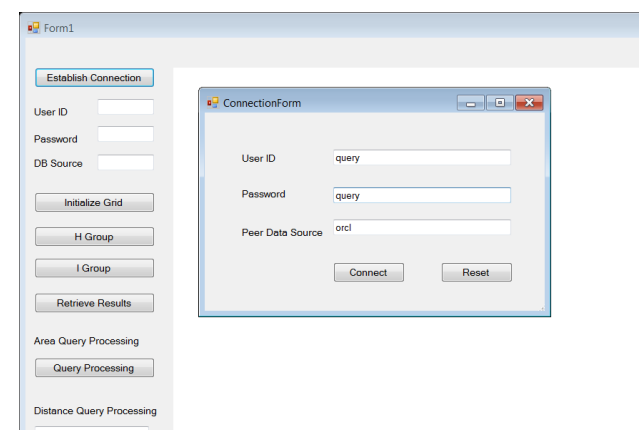 Form1
Establish Connection
User ID
Password
DB Source
Initialize Grid
H Group
I Group
Retrieve Results
Area Query Processing
Query Processing
Distance Query Processing
ConnectionForm
User ID query
Password query
Peer Data Source orcl
Connect Reset